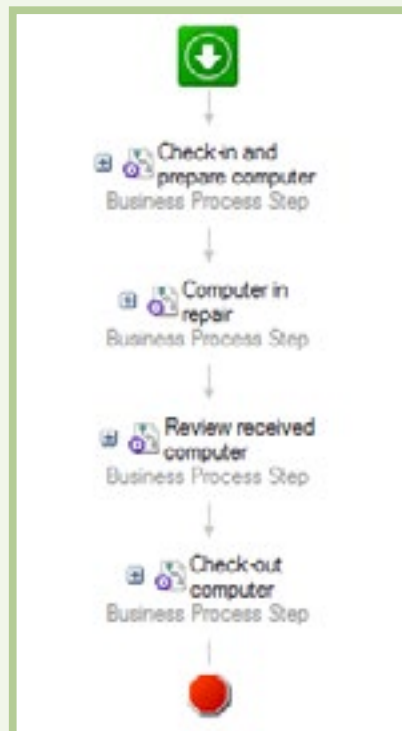 Check-in and
prepare computer
Business Process Step
Computer in
repair
Business Process Step
Review received
computer
Business Process Step
Check-out
computer
Business Process Step